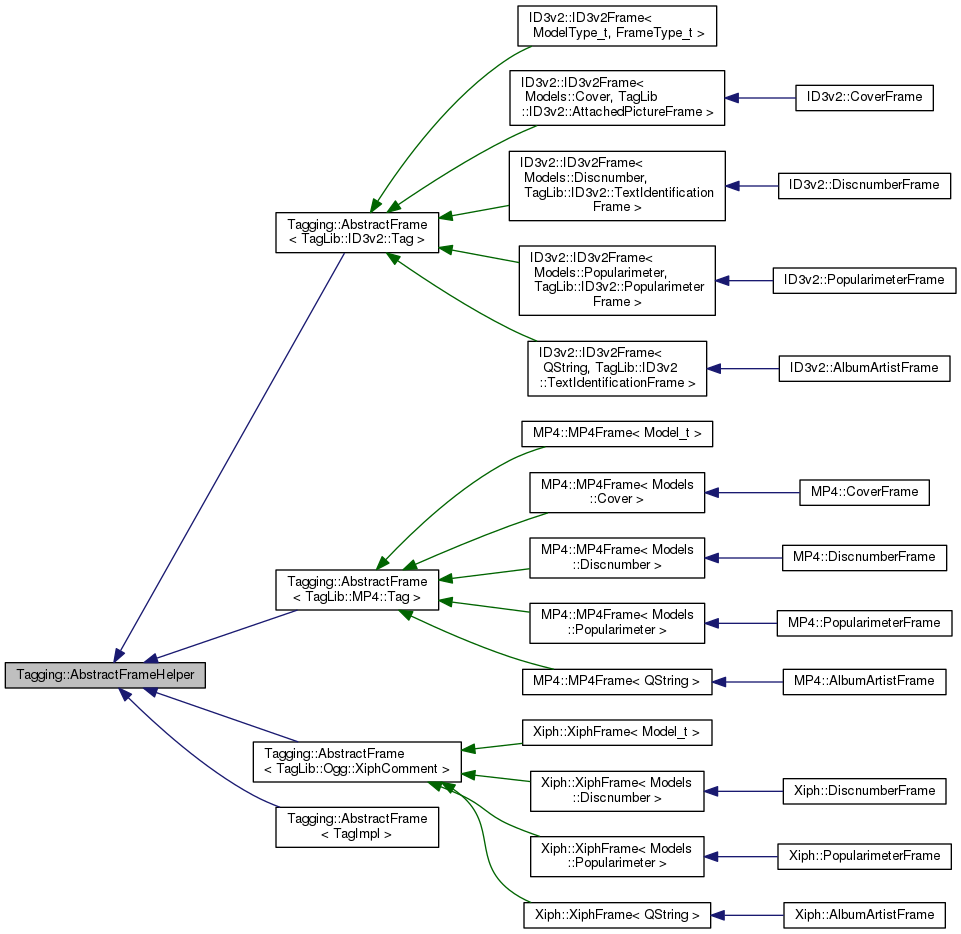 ID3v2::ID3v2Frame<
ModelType_t, FrameType_t >
ID3v2::ID3v2Frame<
Models::Cover, TagLib
::ID3v2::AttachedPictureFrame >
ID3v2::CoverFrame
ID3v2::ID3v2Frame<
Models::Discnumber,
TagLib::ID3v2::TextIdentification
Frame >
ID3v2::DiscnumberFrame
Tagging::AbstractFrame
< TagLib::ID3v2::Tag >
ID3v2::ID3v2Frame<
Models::Popularimeter,
TagLib::ID3v2::Popularimeter
Frame >
ID3v2::PopularimeterFrame
ID3v2::ID3v2Frame<
QString, TagLib::ID3v2
::TextIdentificationFrame >
ID3v2::AlbumArtistFrame
MP4::MP4Frame< Model_t >
MP4::MP4Frame< Models
::Cover >
MP4::CoverFrame
MP4::MP4Frame< Models
::Discnumber >
MP4::DiscnumberFrame
Tagging::AbstractFrame
< TagLib::MP4::Tag >
MP4::MP4Frame< Models
::Popularimeter >
MP4::PopularimeterFrame
Tagging::AbstractFrameHelper
MP4::MP4Frame< QString >
MP4::AlbumArtistFrame
Xiph::XiphFrame< Model_t >
Tagging::AbstractFrame
< TagLib::Ogg::XiphComment >
Xiph::XiphFrame< Models
::Discnumber >
Xiph::DiscnumberFrame
Tagging::AbstractFrame
< TagImpl >
Xiph::XiphFrame< Models
::Popularimeter >
Xiph::PopularimeterFrame
Xiph::XiphFrame< QString >
Xiph::AlbumArtistFrame